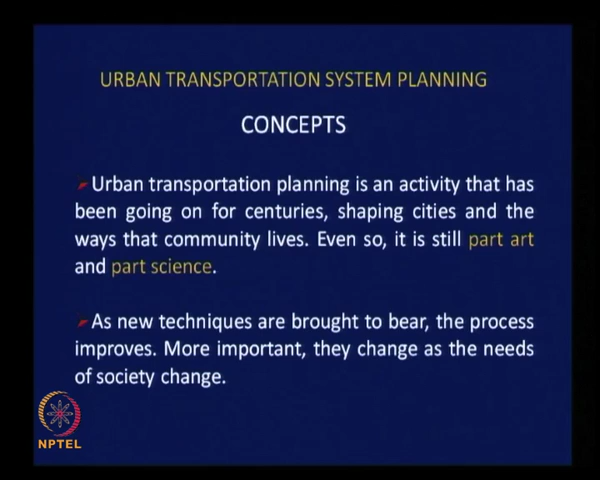 URBAN TRANSPORTATION SYSTEM PLANNING
CONCEPTS
Urban transportation planning is an activity that has
been going on for centuries, shaping cities and the
ways that community lives. Even so, it is still part art
and part science.
As new techniques are brought to bear, the process
improves. More important, they change as the needs
of society change.
NPTEL